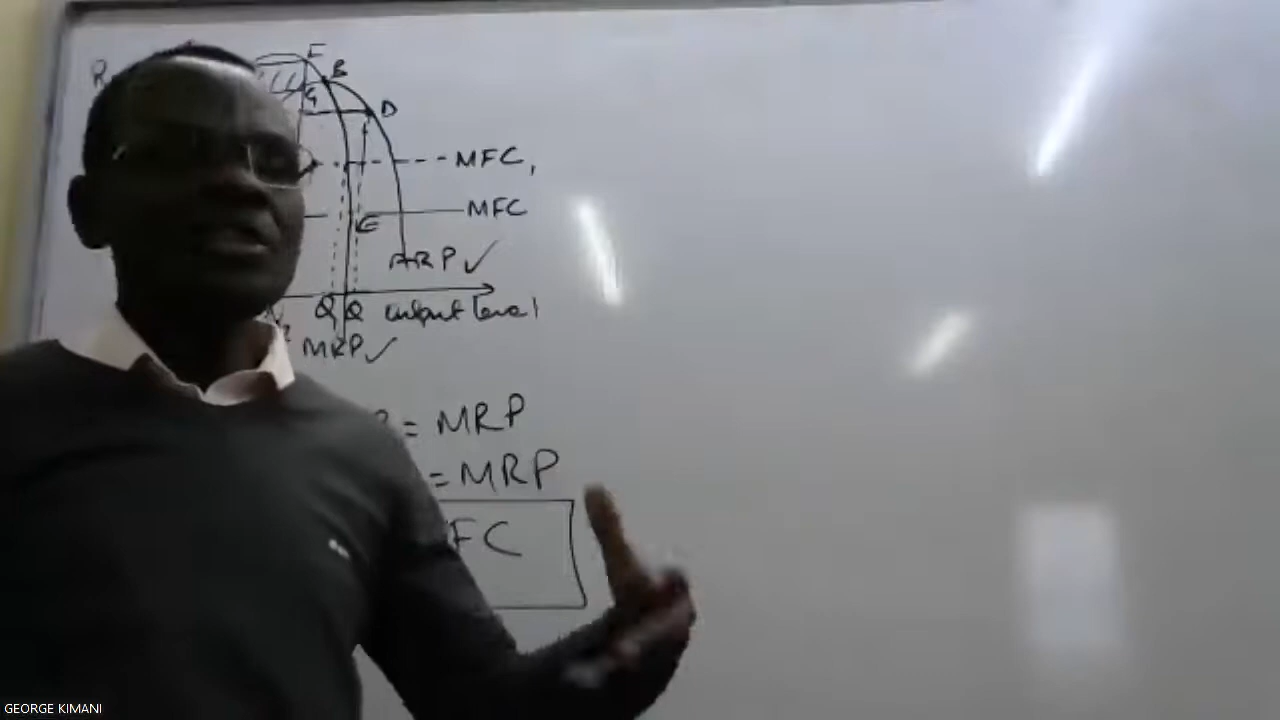 R
F
B
G
D
MFC,
MFC
E
ARP ✓
Q Q output level
MRP ✓
= MRP
= MRP
FC
GEORGE KIMANI